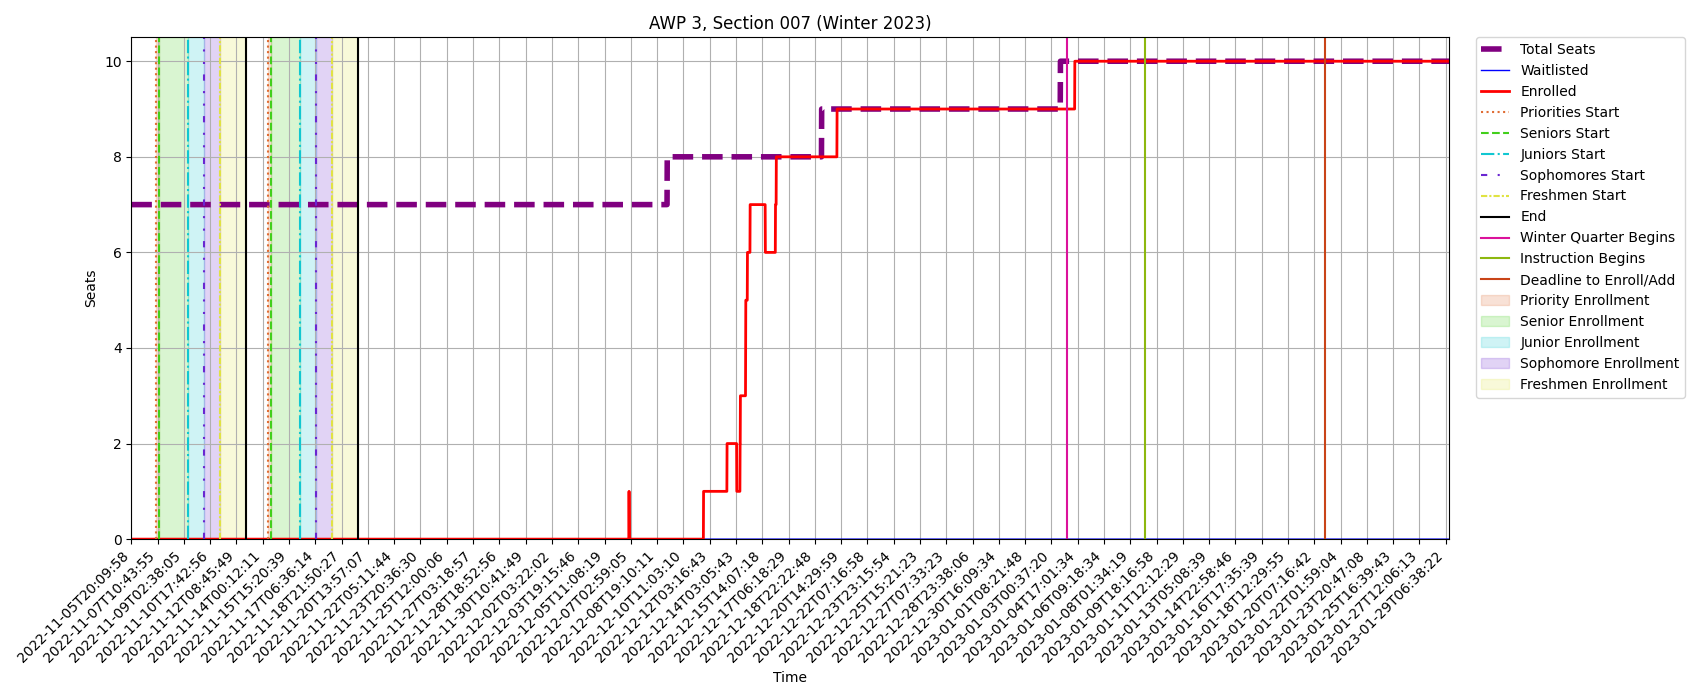 AWP 3, Section 007 (Winter 2023)
Seats
10
8
6
4
2
0
2022-11-05T20:09:58
2022-11-07T10:43:55
2022-11-09T02:38:05
2022-11-10T17:42:56
2022-11-12T08:45:49
2022-11-14T00:12:11
2022-11-15T15:20:39
2022-11-17T06:36:14
2022-11-18T21:50:27
2022-11-20T13:57:07
2022-11-22T05:11:44
2022-11-23T20:36:30
2022-11-25T12:00:06
2022-11-27T03:18:57
2022-11-28T18:52:56
2022-11-30T10:41:49
2022-12-02T03:22:02
2022-12-03T19:15:46
2022-12-05T11:08:19
2022-12-07T02:59:05
2022-12-08T19:10:11
2022-12-10T11:03:10
2022-12-12T03:16:43
2022-12-14T03:05:43
2022-12-15T14:07:18
2022-12-17T06:18:29
2022-12-18T22:22:48
2022-12-20T14:29:59
2022-12-22T07:16:58
2022-12-23T23:15:54
2022-12-25T15:21:23
2022-12-27T07:33:23
2022-12-28T23:38:06
2022-12-30T16:09:34
2023-01-01T08:21:48
2023-01-03T00:37:20
2023-01-04T17:01:34
2023-01-06T09:18:34
2023-01-08T01:34:19
2023-01-09T18:16:58
2023-01-11T12:12:29
2023-01-13T05:08:39
2023-01-14T22:58:46
2023-01-16T17:35:39
2023-01-18T12:29:55
2023-01-20T07:16:42
2023-01-22T01:59:04
2023-01-23T20:47:08
2023-01-25T16:39:43
2023-01-27T12:06:13
2023-01-29T06:38:22
Time
Total Seats
Waitlisted
Enrolled
Priorities Start
Seniors Start
Juniors Start
Sophomores Start
Freshmen Start
End
Winter Quarter Begins
Instruction Begins
Deadline to Enroll/Add
Priority Enrollment
Senior Enrollment
Junior Enrollment
Sophomore Enrollment
Freshmen Enrollment